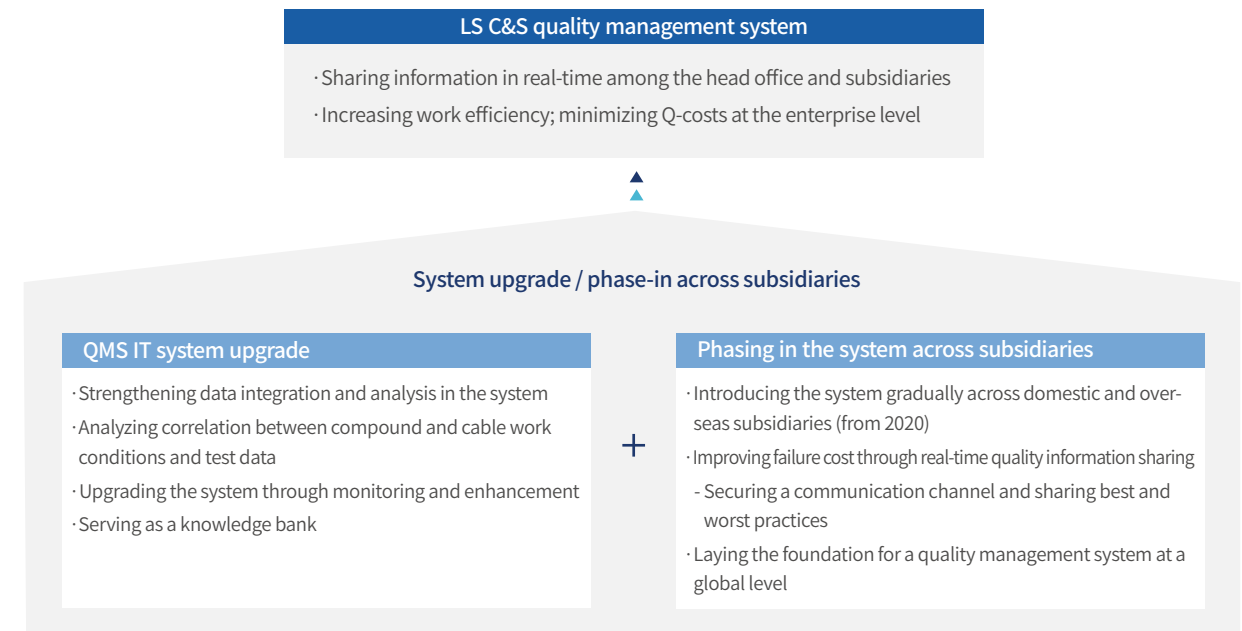 LS C&S quality management system
· Sharing information in real-time among the head office and subsidiaries
· Increasing work efficiency; minimizing Q-costs at the enterprise level
System upgrade / phase-in across subsidiaries
QMS IT system upgrade
· Strengthening data integration and analysis in the system
· Analyzing correlation between compound and cable work
conditions and test data
· Upgrading the system through monitoring and enhancement
· Serving as a knowledge bank
+
Phasing in the system across subsidiaries
· Introducing the system gradually across domestic and over-
seas subsidiaries (from 2020)
· Improving failure cost through real-time quality information sharing
- Securing a communication channel and sharing best and
worst practices
· Laying the foundation for a quality management system at a
global level